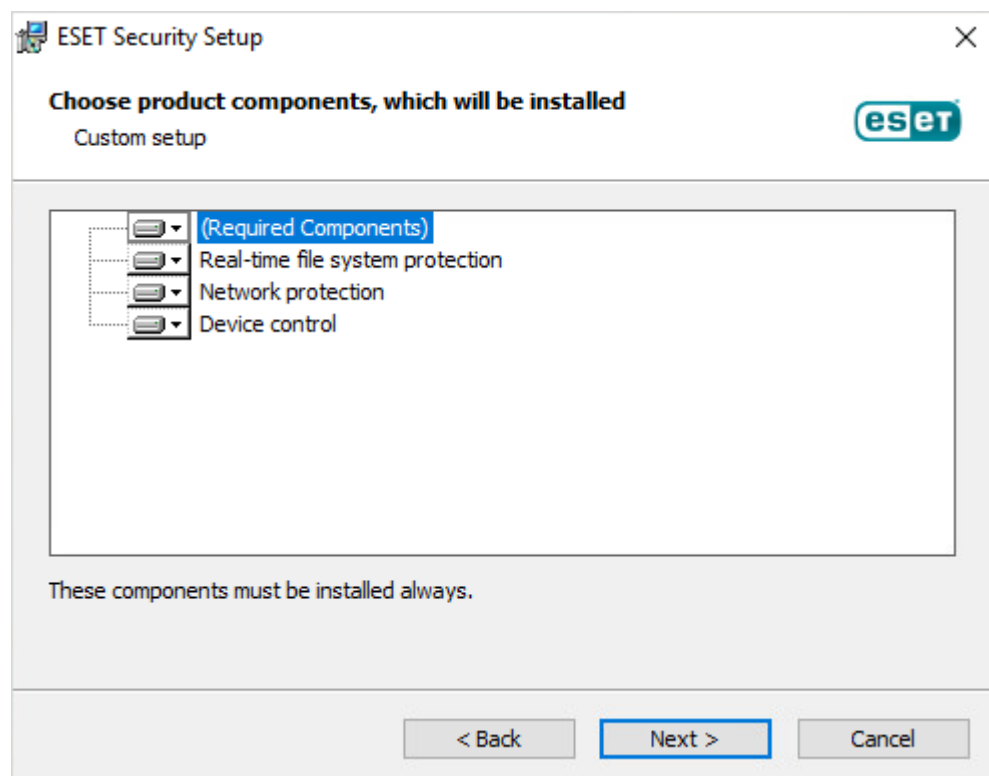 ESET Security Setup
Choose product components, which will be installed
Custom setup
eseT
(Required Components)
Real-time file system protection
Network protection
Device control
These components must be installed always.
< Back Next > Cancel